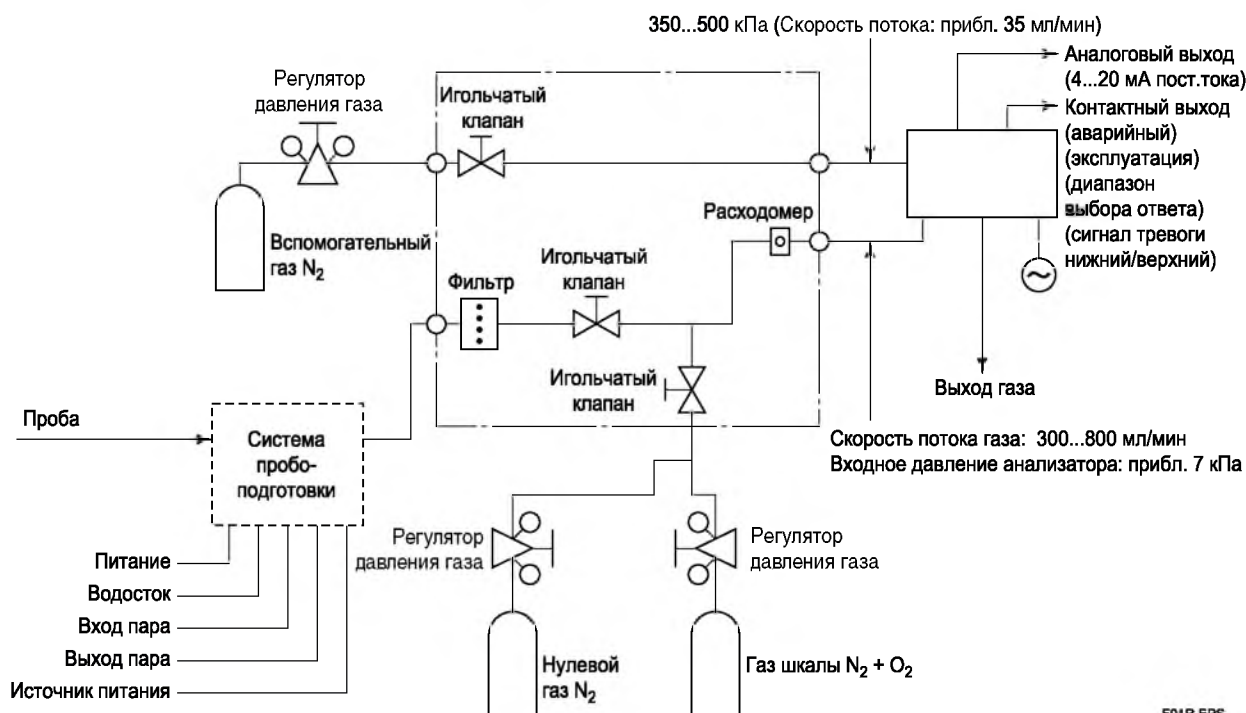 350...500 кПа (Скорость потока: прибл. 35 мл/мин)
Аналоговый выход
(4...20 мА пост.тока)
Контактный выход
(аварийный)
(эксплуатация)
(диапазон
выбора ответа)
(сигнал тревоги
нижний/верхний)
Регулятор
давления газа
Игольчатый
клапан
Вспомогательный
газ N₂
Расходомер
Игольчатый
клапан
Фильтр
Игольчатый
клапан
Выход газа
Проба
Система
пробо-
подготовки
Скорость потока газа: 300...800 мл/мин
Входное давление анализатора: прибл. 7 кПа
Регулятор
давления газа
Регулятор
давления газа
Питание
Водосток
Вход пара
Выход пара
Источник питания
Нулевой
газ N₂
Газ шкалы N₂ + O₂